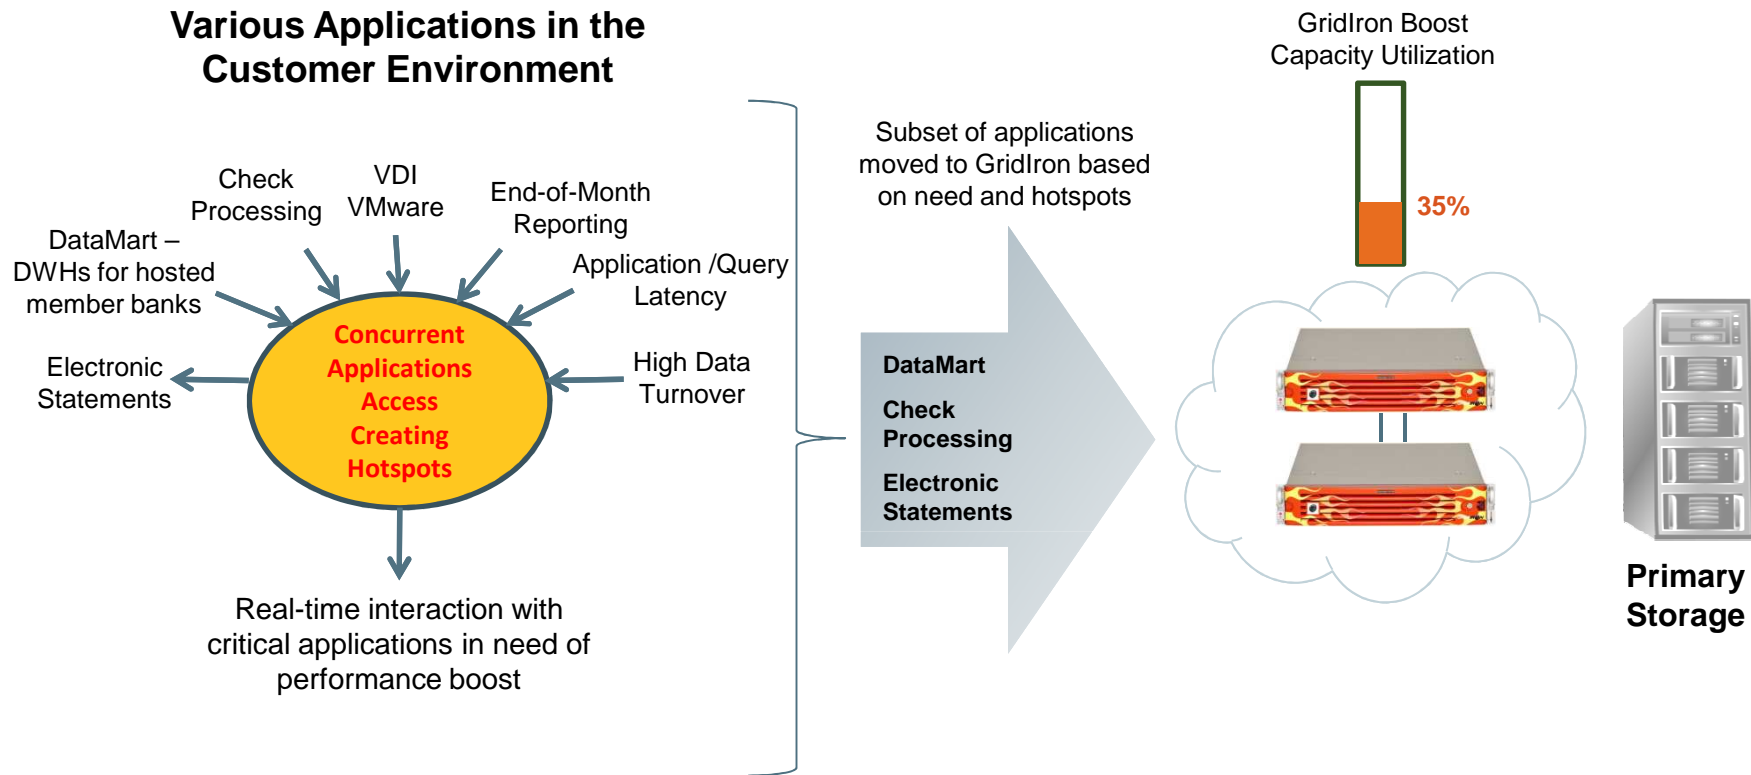 Various Applications in the
Customer Environment
Check
Processing
VDI
VMware
End-of-Month
Reporting
DataMart –
DWHs for hosted
member banks
Application /Query
Latency
Electronic
Statements
Concurrent
Applications
Access
Creating
Hotspots
High Data
Turnover
Real-time interaction with
critical applications in need of
performance boost
Subset of applications
moved to GridIron based
on need and hotspots
DataMart
Check
Processing
Electronic
Statements
GridIron Boost
Capacity Utilization
35%
Primary
Storage